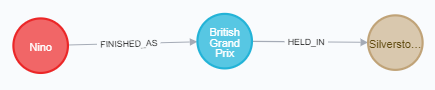 Nino
FINISHED_AS
British
Grand
Prix
HELD_IN
Silversto...